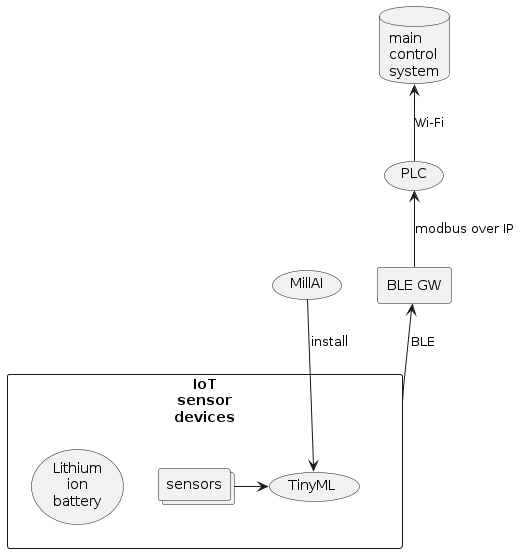 main
control
system
Wi-Fi
PLC
modbus over IP
MillAI
BLE GW
install
BLE
IoT
sensor
devices
Lithium
ion
battery
sensors
TinyML